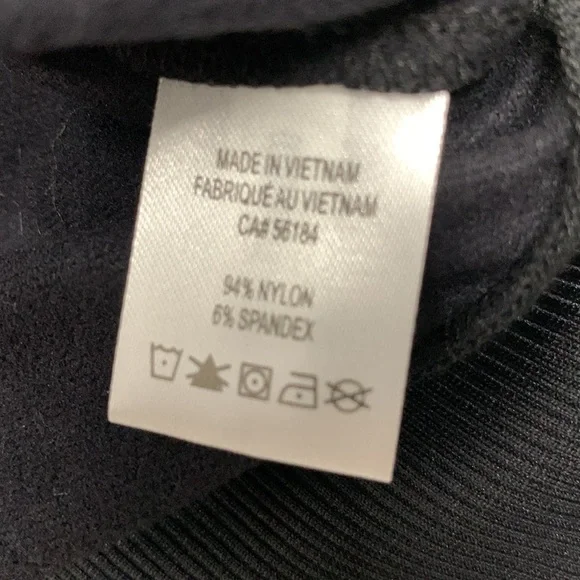 MADE IN VIETNAM
FABRIQUÉ AU VIETNAM
CA# 56184
94% NYLON
6% SPANDEX